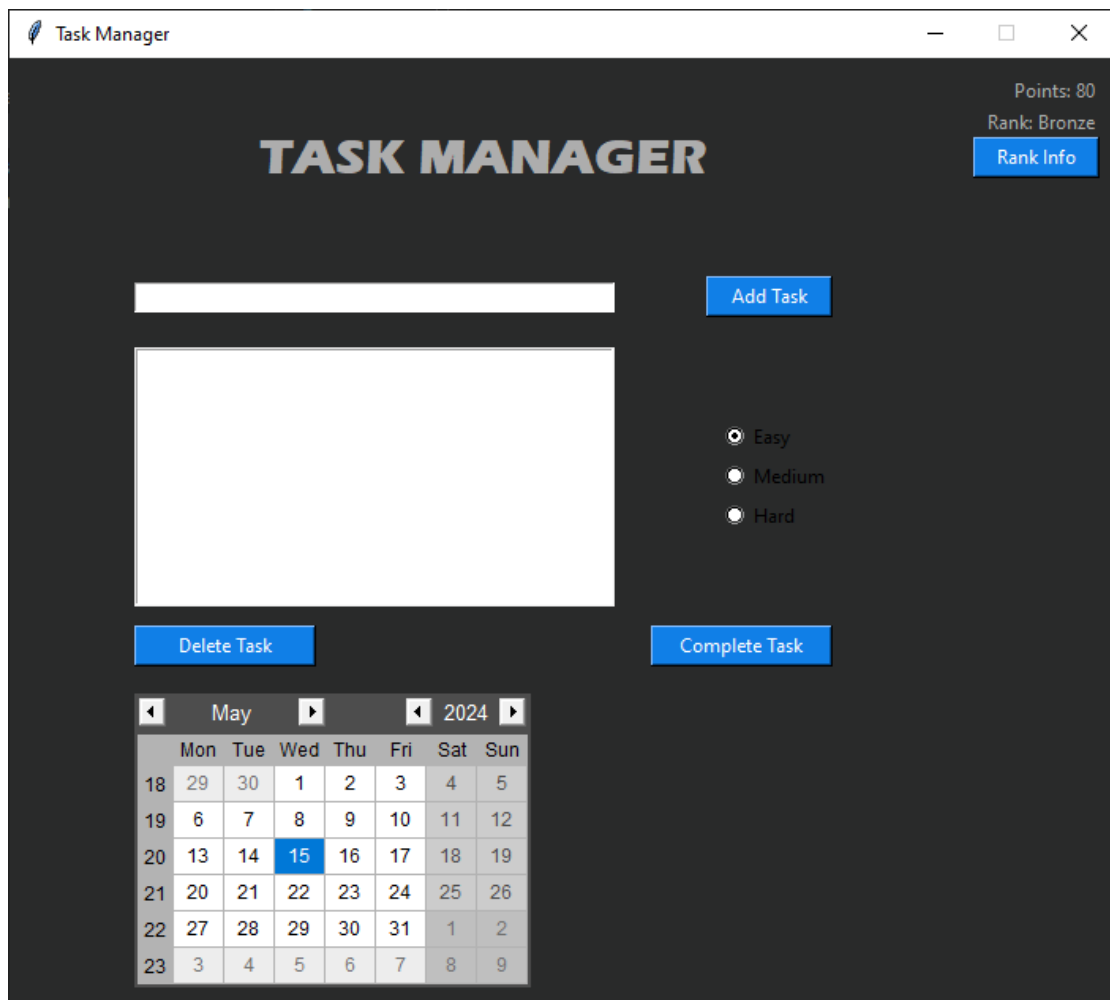 Task Manager
Points: 80
Rank: Bronze
TASK MANAGER
Rank Info
Add Task
Easy
Medium
Hard
Delete Task
Complete Task
May 2024
Mon Tue Wed Thu Fri Sat Sun
18 29 30 1 2 3 4 5
19 6 7 8 9 10 11 12
20 13 14 15 16 17 18 19
21 20 21 22 23 24 25 26
22 27 28 29 30 31 1 2
23 3 4 5 6 7 8 9